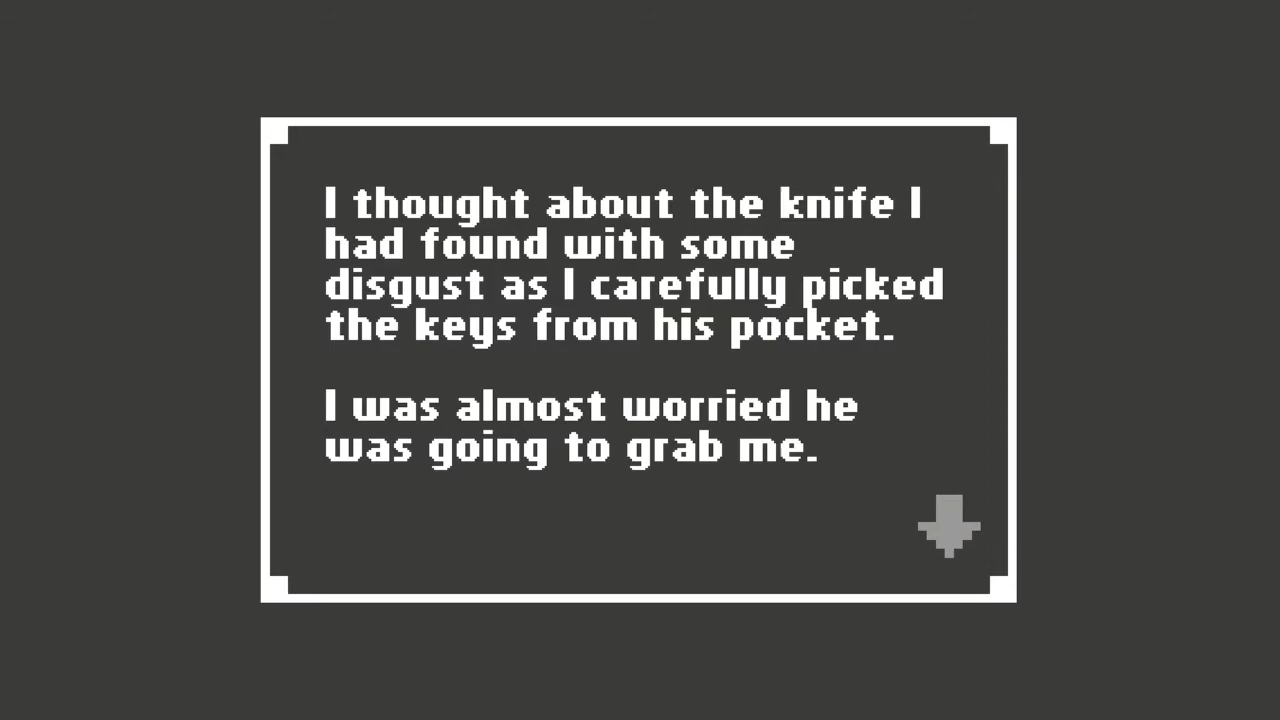 I thought about the knife I
had found with some
disgust as I carefully picked
the keys from his pocket.
I was almost worried he
was going to grab me.